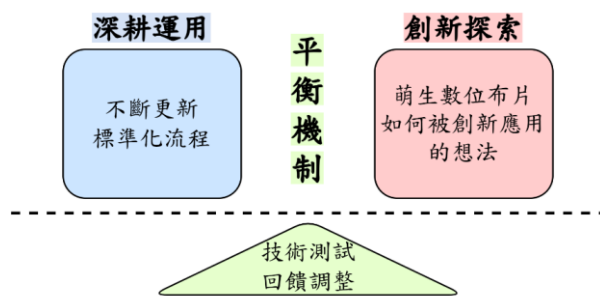 深耕運用
不斷更新
標準化流程
平衡機制
創新探索
萌生數位布片
如何被創新應用
的想法
技術測試
回饋調整